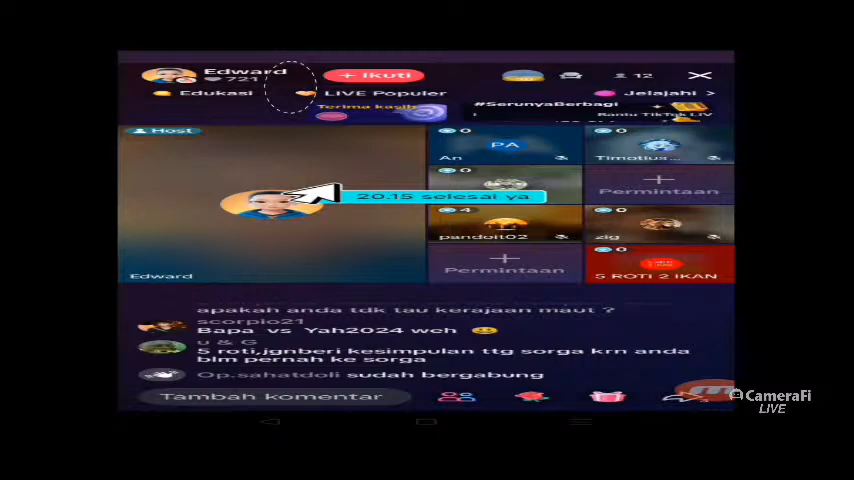 Edward
721
+ Ikuti
12
Edukasi
LIVE Populer
Jelajahi >
Terima kasih
#SerunyaBerbagi
Bantu TikTok LIV
Host
0
PA
An
0
Timotius...
0
Permintaan
20.15 selesai ya
4
pandoit02
0
zig
Edward
Permintaan
0
5 ROTI 2 IKAN
apakah anda tdk tau kerajaan maut ?
scorpio21
Bapa vs Yah2024 weh
u & G
5 roti,jgnberi kesimpulan ttg sorga krn anda
blm pernah ke sorga
Op.sahatdoli sudah bergabung
Tambah komentar
CameraFi
LIVE